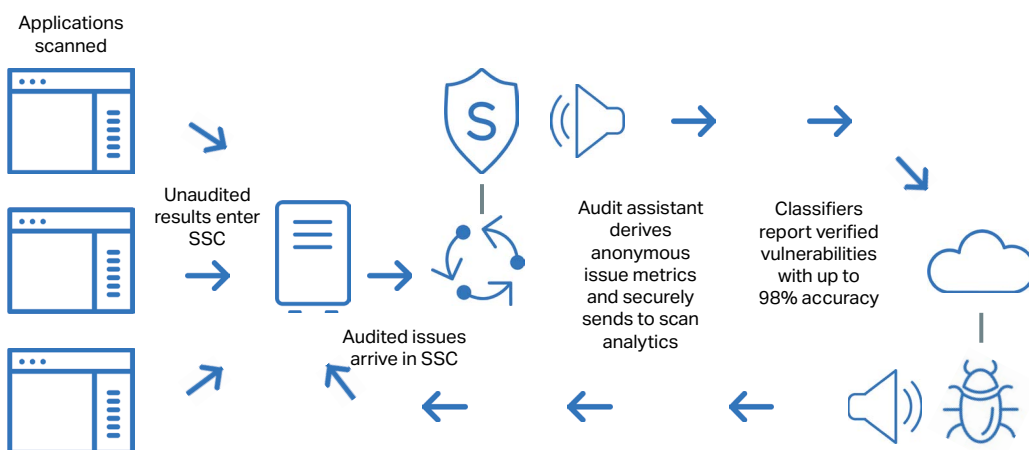 Applications
scanned
Unaudited
results enter
SSC
S
Audit assistant
derives
anonymous
issue metrics
and securely
sends to scan
analytics
Classifiers
report verified
vulnerabilities
with up to
98% accuracy
Audited issues
arrive in SSC